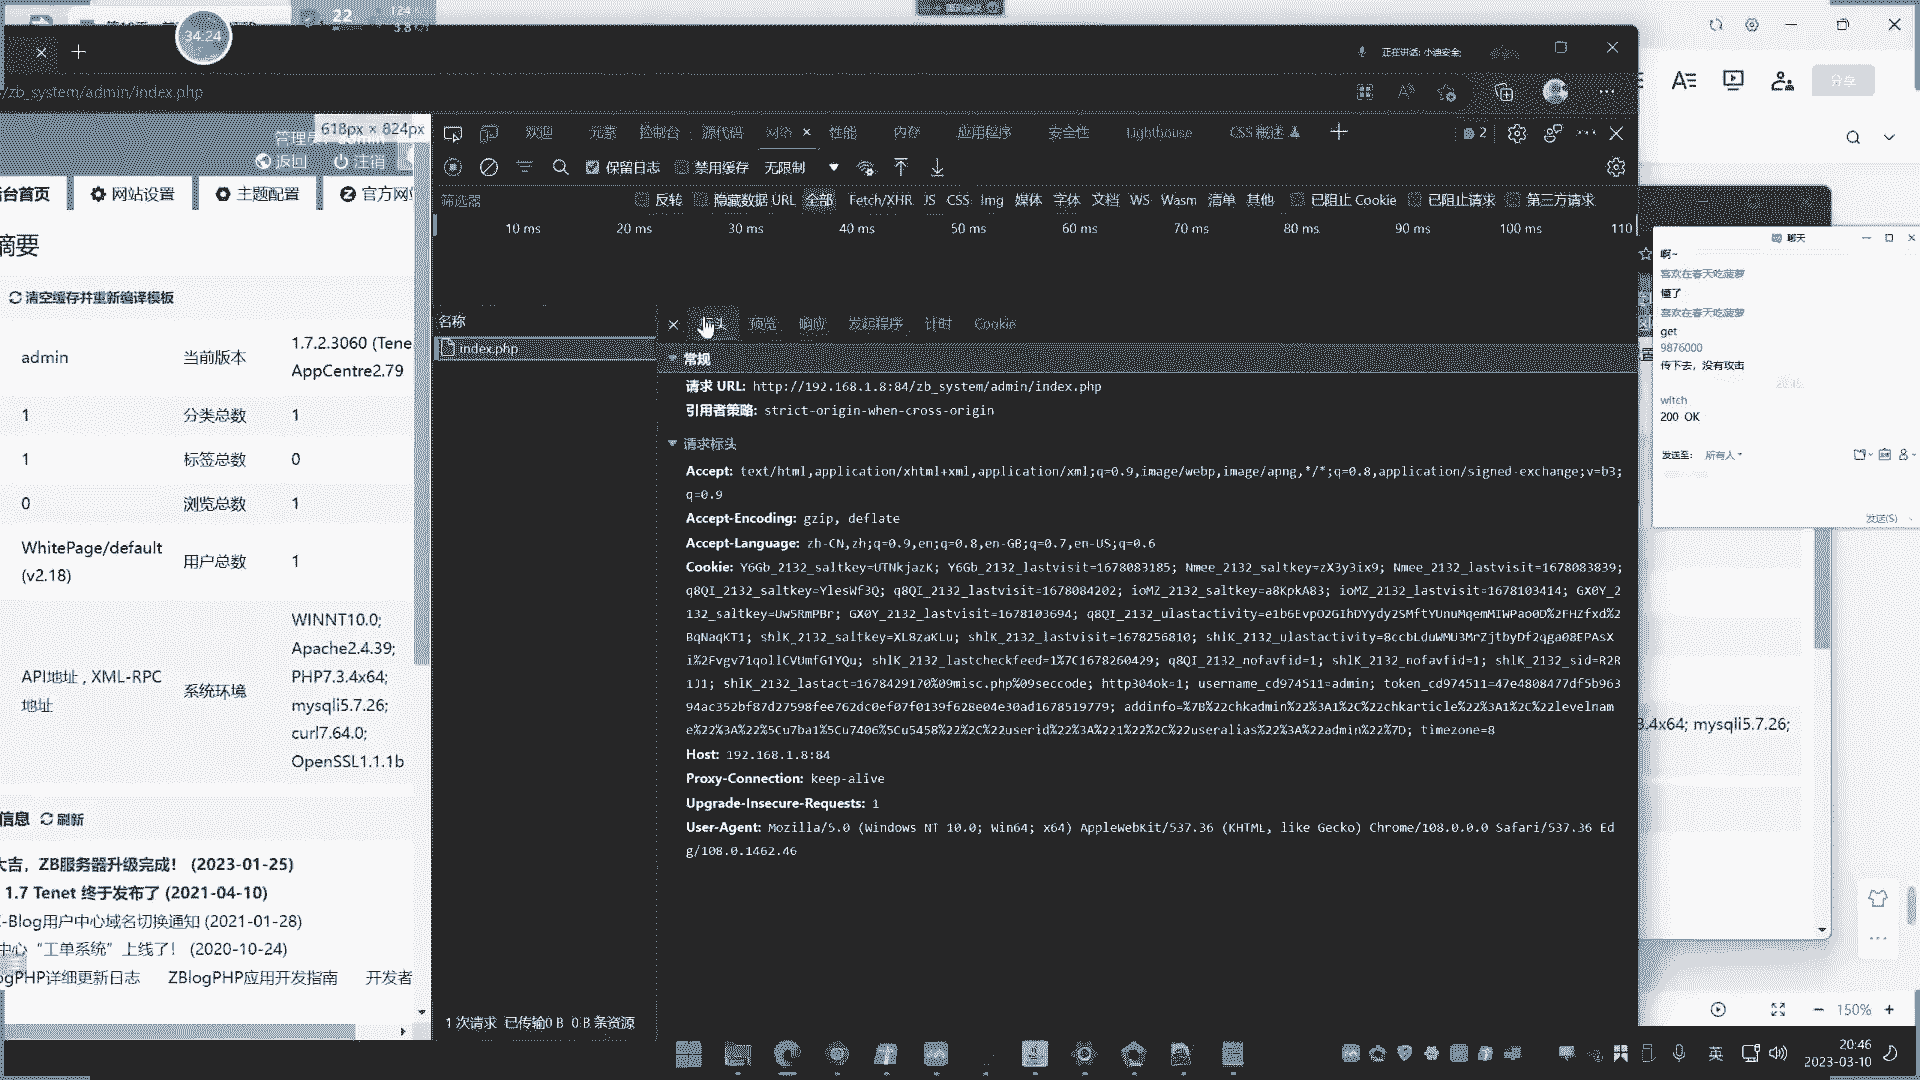 22
124
3.8
34:24
正在讲话: 小迪安全;
/zb_system/admin/index.php
分享
618px × 824px
管理员
返回
注销
台首页
网站设置
主题配置
官方网
摘要
清空缓存并重新编译模板
admin
当前版本
1.7.2.3060 (Tene
AppCentre2.79
1
分类总数
1
1
标签总数
0
0
浏览总数
1
WhitePage/default
(v2.18)
用户总数
1
API地址 , XML-RPC
地址
系统环境
WINNT10.0;
Apache2.4.39;
PHP7.3.4x64;
mysqli5.7.26;
curl7.64.0;
OpenSSL1.1.1b
信息
刷新
大吉，ZB服务器升级完成！ (2023-01-25)
1.7 Tenet 终于发布了 (2021-04-10)
-Blog用户中心域名切换通知 (2021-01-28)
中心“工单系统”上线了！ (2020-10-24)
ogPHP详细更新日志
ZBlogPHP应用开发指南
开发者
欢迎
元素
控制台
源代码
网络
性能
内存
应用程序
安全性
Lighthouse
CSS 概述
2
保留日志
禁用缓存
无限制
筛选器
反转
隐藏数据 URL
全部
Fetch/XHR
JS
CSS
Img
媒体
字体
文档
WS
Wasm
清单
其他
已阻止 Cookie
已阻止请求
第三方请求
10 ms
20 ms
30 ms
40 ms
50 ms
60 ms
70 ms
80 ms
90 ms
100 ms
110
名称
index.php
标头
预览
响应
发起程序
计时
Cookie
常规
请求 URL: http://192.168.1.8:84/zb_system/admin/index.php
引用者策略: strict-origin-when-cross-origin
请求标头
Accept: text/html,application/xhtml+xml,application/xml;q=0.9,image/webp,image/apng,*/*;q=0.8,application/signed-exchange;v=b3;
q=0.9
Accept-Encoding: gzip, deflate
Accept-Language: zh-CN,zh;q=0.9,en;q=0.8,en-GB;q=0.7,en-US;q=0.6
Cookie: Y6Gb_2132_saltkey=UTNkjazK; Y6Gb_2132_lastvisit=1678083185; Nmee_2132_saltkey=zX3y3ix9; Nmee_2132_lastvisit=1678083839;
q8QI_2132_saltkey=YlesWf3Q; q8QI_2132_lastvisit=1678084202; ioMZ_2132_saltkey=a8KpkA83; ioMZ_2132_lastvisit=1678103414; GX0Y_2
132_saltkey=Uw5RmPBr; GX0Y_2132_lastvisit=1678103694; q8QI_2132_ulastactivity=e1b6EvpO2GIhDYydy2SMftYUnuMqemMIWPao0D%2FHZfxd%2
BqNaqKT1; shlK_2132_saltkey=XL8zaKLu; shlK_2132_lastvisit=1678256810; shlK_2132_ulastactivity=8ccbLduWMU3MrZjtbyDf2qga08EPAsX
i%2Fvgv71qollCVUmfG1YQu; shlK_2132_lastcheckfeed=1%7C1678260429; q8QI_2132_nofavfid=1; shlK_2132_nofavfid=1; shlK_2132_sid=R2R
1J1; shlK_2132_lastact=1678429170%09misc.php%09seccode; http304ok=1; username_cd974511=admin; token_cd974511=47e4808477df5b963
94ac352bf87d27598fee762dc0ef07f0139f628e04e30ad1678519779; addinfo=%7B%22chkadmin%22%3A1%2C%22chkarticle%22%3A1%2C%22levelnam
e%22%3A%22%5Cu7ba1%5Cu7406%5Cu5458%22%2C%22userid%22%3A%221%22%2C%22useralias%22%3A%22admin%22%7D; timezone=8
Host: 192.168.1.8:84
Proxy-Connection: keep-alive
Upgrade-Insecure-Requests: 1
User-Agent: Mozilla/5.0 (Windows NT 10.0; Win64; x64) AppleWebKit/537.36 (KHTML, like Gecko) Chrome/108.0.0.0 Safari/537.36 Ed
g/108.0.1462.46
1 次请求 已传输0 B 0 B 条资源
聊天
啊~
喜欢在春天吃菠萝
懂了
喜欢在春天吃菠萝
get
9876000
传下去，没有攻击
20:45
witch
200 OK
发送至: 所有人
发送(S)
3.4x64; mysqli5.7.26;
150%
英
20:46
2023-03-10